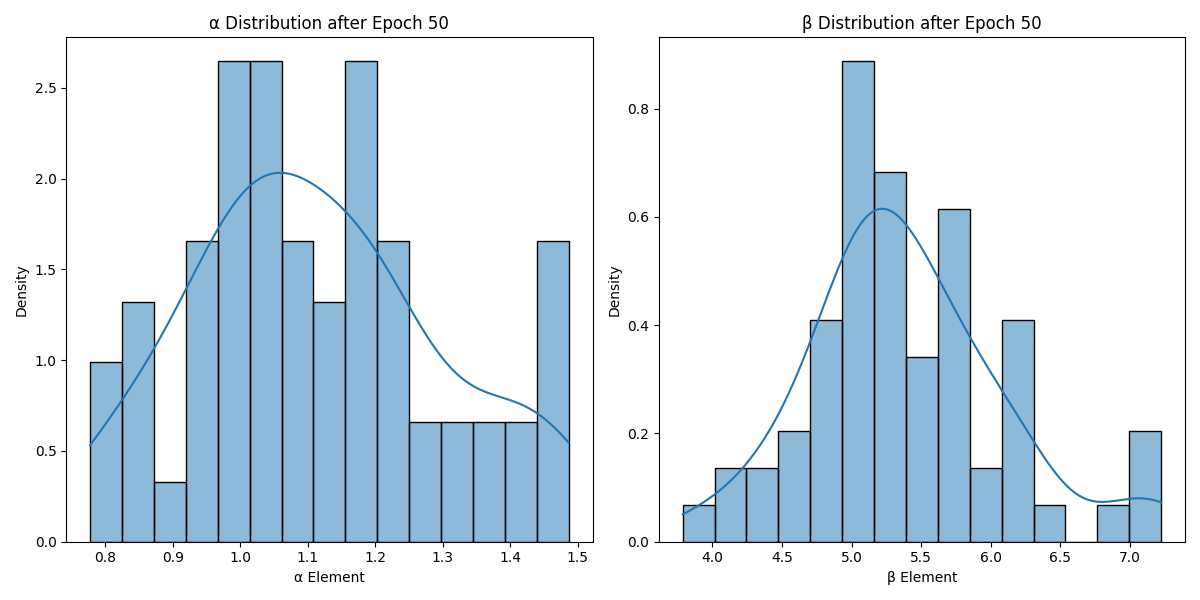 α Distribution after Epoch 50
Density
2.5
2.0
1.5
1.0
0.5
0.0
0.8 0.9 1.0 1.1 1.2 1.3 1.4 1.5
α Element
β Distribution after Epoch 50
Density
0.8
0.6
0.4
0.2
0.0
4.0 4.5 5.0 5.5 6.0 6.5 7.0
β Element